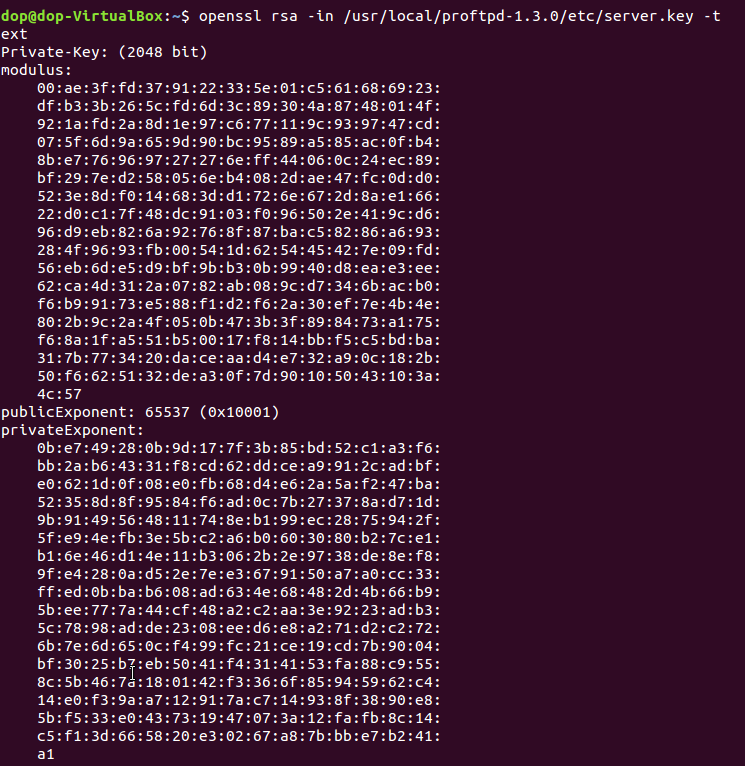 dop@dop-VirtualBox:~$ openssl rsa -in /usr/local/proftpd-1.3.0/etc/server.key -t
ext
Private-Key: (2048 bit)
modulus:
    00:ae:3f:fd:37:91:22:33:5e:01:c5:61:68:69:23:
    df:b3:3b:26:5c:fd:6d:3c:89:30:4a:87:48:01:4f:
    92:1a:fd:2a:8d:1e:97:c6:77:11:9c:93:97:47:cd:
    07:5f:6d:9a:65:9d:90:bc:95:89:a5:85:ac:0f:b4:
    8b:e7:76:96:97:27:27:6e:ff:44:06:0c:24:ec:89:
    bf:29:7e:d2:58:05:6e:b4:08:2d:ae:47:fc:0d:d0:
    52:3e:8d:f0:14:68:3d:d1:72:6e:67:2d:8a:e1:66:
    22:d0:c1:7f:48:dc:91:03:f0:96:50:2e:41:9c:d6:
    96:d9:eb:82:6a:92:76:8f:87:ba:c5:82:86:a6:93:
    28:4f:96:93:fb:00:54:1d:62:54:45:42:7e:09:fd:
    56:eb:6d:e5:d9:bf:9b:b3:0b:99:40:d8:ea:e3:ee:
    62:ca:4d:31:2a:07:82:ab:08:9c:d7:34:6b:ac:b0:
    f6:b9:91:73:e5:88:f1:d2:f6:2a:30:ef:7e:4b:4e:
    80:2b:9c:2a:4f:05:0b:47:3b:3f:89:84:73:a1:75:
    f6:8a:1f:a5:51:b5:00:17:f8:14:bb:f5:c5:bd:ba:
    31:7b:77:34:20:da:ce:aa:d4:e7:32:a9:0c:18:2b:
    50:f6:62:51:32:de:a3:0f:7d:90:10:50:43:10:3a:
    4c:57
publicExponent: 65537 (0x10001)
privateExponent:
    0b:e7:49:28:0b:9d:17:7f:3b:85:bd:52:c1:a3:f6:
    bb:2a:b6:43:31:f8:cd:62:dd:ce:a9:91:2c:ad:bf:
    e0:62:1d:0f:08:e0:fb:68:d4:e6:2a:5a:f2:47:ba:
    52:35:8d:8f:95:84:f6:ad:0c:7b:27:37:8a:d7:1d:
    9b:91:49:56:48:11:74:8e:b1:99:ec:28:75:94:2f:
    5f:e9:4e:fb:3e:5b:c2:a6:b0:60:30:80:b2:7c:e1:
    b1:6e:46:d1:4e:11:b3:06:2b:2e:97:38:de:8e:f8:
    9f:e4:28:0a:d5:2e:7e:e3:67:91:50:a7:a0:cc:33:
    ff:ed:0b:ba:b6:08:ad:63:4e:68:48:2d:4b:66:b9:
    5b:ee:77:7a:44:cf:48:a2:c2:aa:3e:92:23:ad:b3:
    5c:78:98:ad:de:23:08:ee:d6:e8:a2:71:d2:c2:72:
    6b:7e:6d:65:0c:f4:99:fc:21:ce:19:cd:7b:90:04:
    bf:30:25:b7:eb:50:41:f4:31:41:53:fa:88:c9:55:
    8c:5b:46:7a:18:01:42:f3:36:6f:85:94:59:62:c4:
    14:e0:f3:9a:a7:12:91:7a:c7:14:93:8f:38:90:e8:
    5b:f5:33:e0:43:73:19:47:07:3a:12:fa:fb:8c:14:
    c5:f1:3d:66:58:20:e3:02:67:a8:7b:bb:e7:b2:41:
    a1